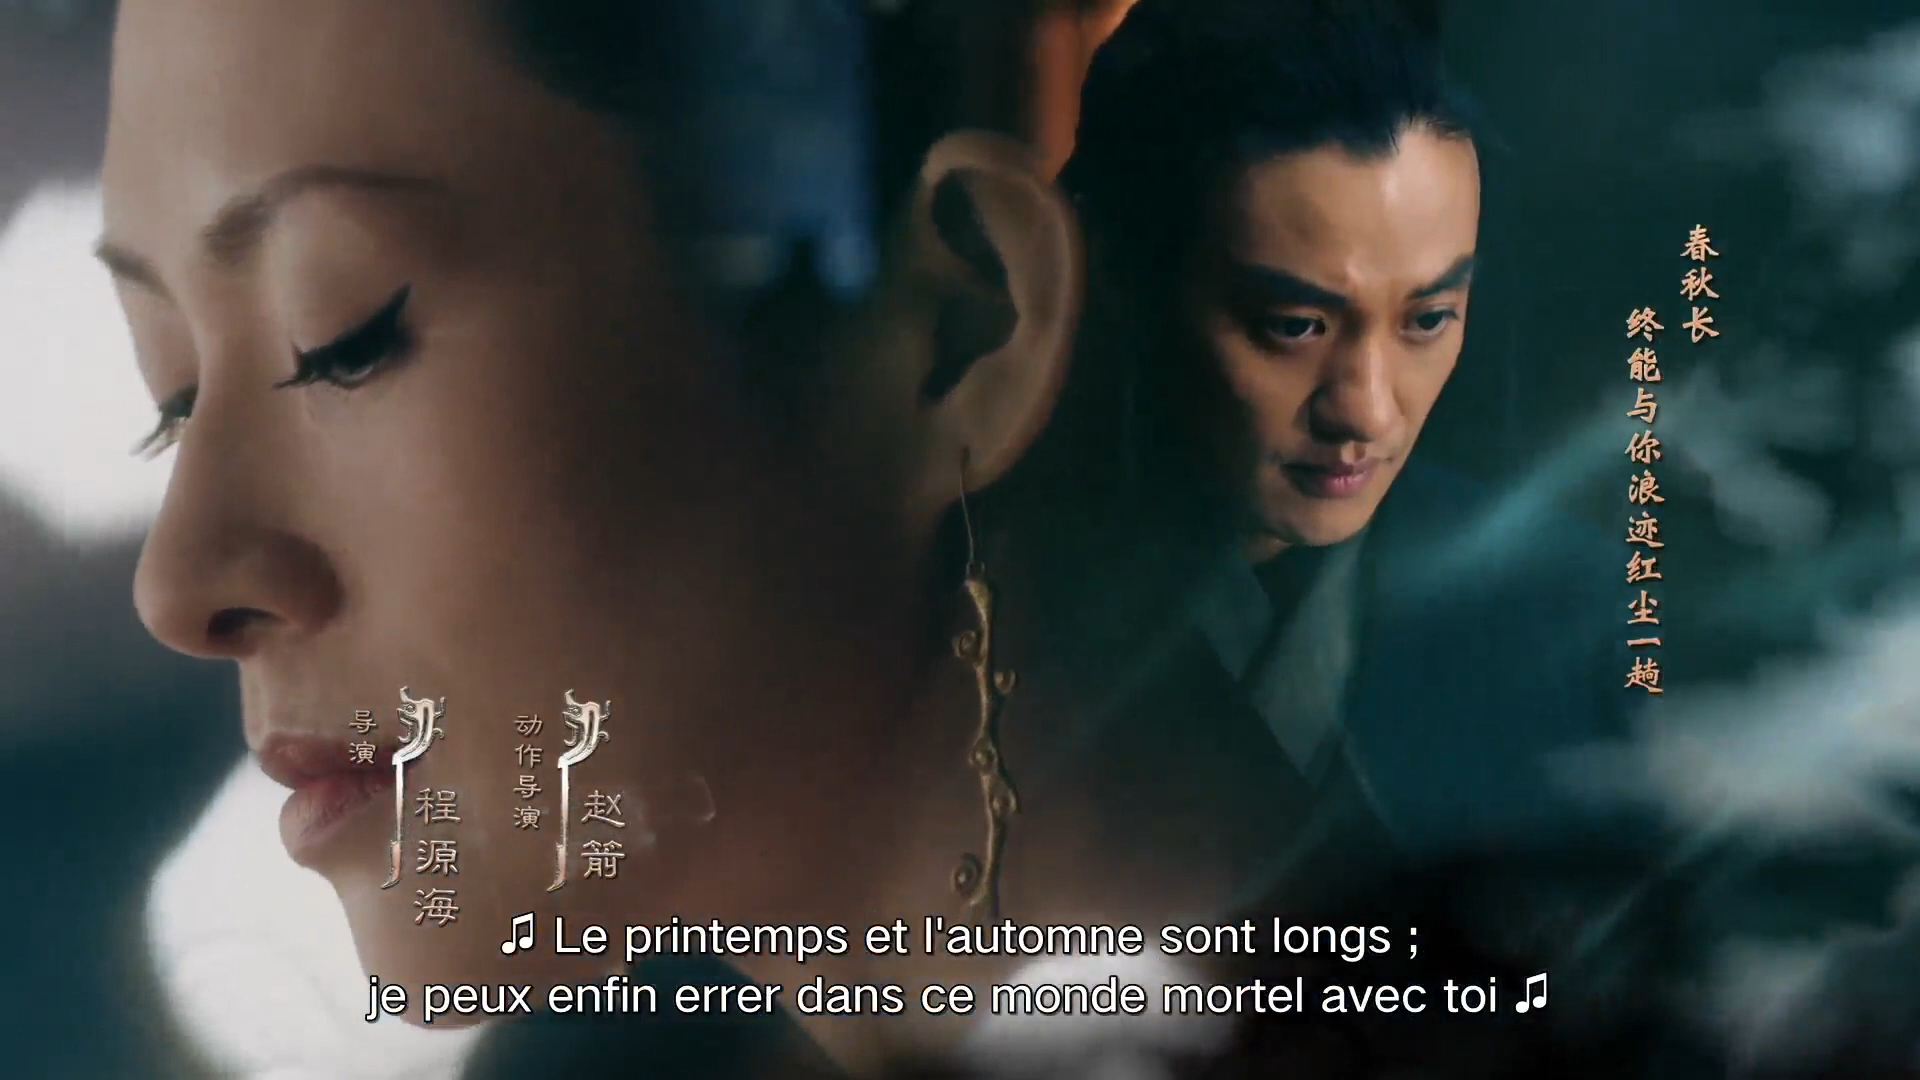 春秋长
终能与你浪迹红尘一趟
导演
程源海
动作导演
赵箭
♫ Le printemps et l'automne sont longs ;
je peux enfin errer dans ce monde mortel avec toi ♫